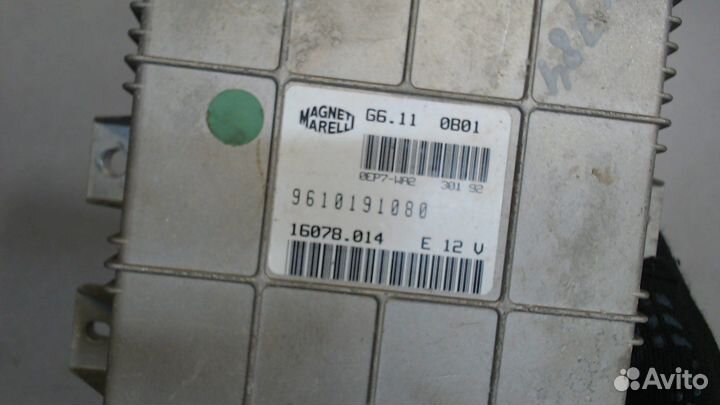 MAGNETI MARELLI G6.11 0B01
0EP7-WA2 301 92
9610191080
16078.014 E 12 V
Avito